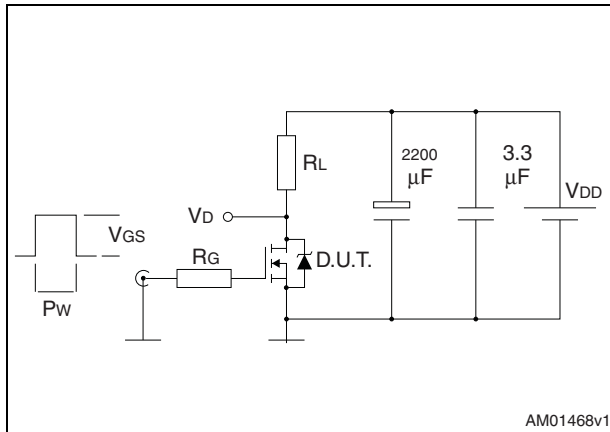 RL
2200
μF
3.3
μF
VDD
VD
VGS
RG
D.U.T.
PW
AM01468v1